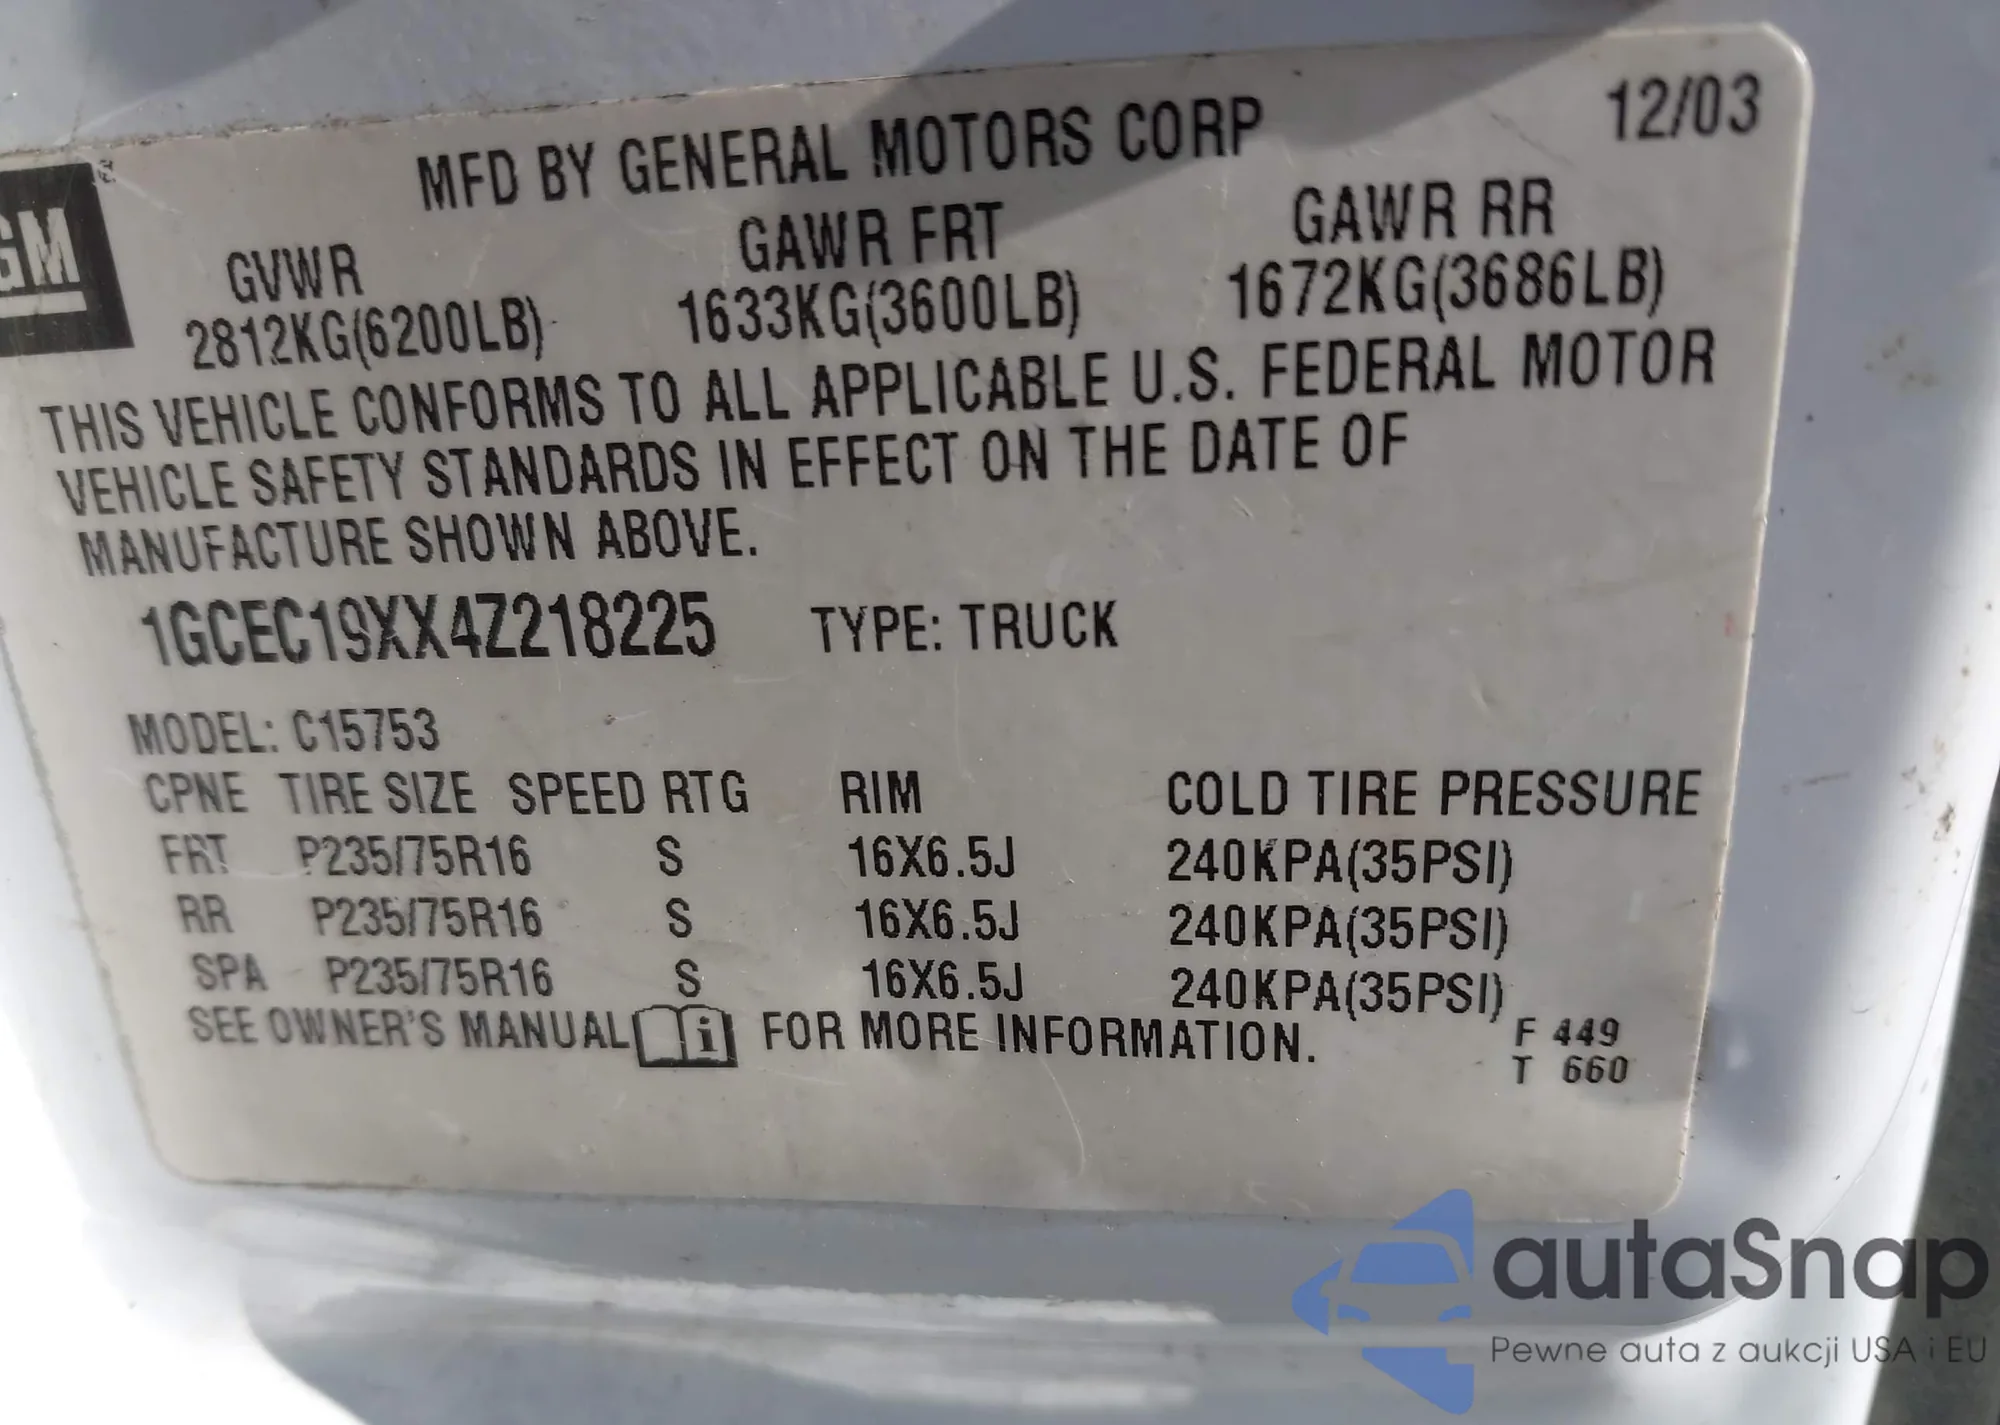 12/03
MFD BY GENERAL MOTORS CORP
GM
GVWR GAWR FRT GAWR RR
2812KG(6200LB) 1633KG(3600LB) 1672KG(3686LB)
THIS VEHICLE CONFORMS TO ALL APPLICABLE U.S. FEDERAL MOTOR
VEHICLE SAFETY STANDARDS IN EFFECT ON THE DATE OF
MANUFACTURE SHOWN ABOVE.
1GCEC19XX4Z218225 TYPE: TRUCK
MODEL: C15753
CPNE TIRE SIZE SPEED RTG RIM COLD TIRE PRESSURE
FRT P235/75R16 S 16X6.5J 240KPA(35PSI)
RR P235/75R16 S 16X6.5J 240KPA(35PSI)
SPA P235/75R16 S 16X6.5J 240KPA(35PSI)
SEE OWNER'S MANUAL i FOR MORE INFORMATION.
F 449
T 660
autaSnap
Pewne auta z aukcji USA i EU